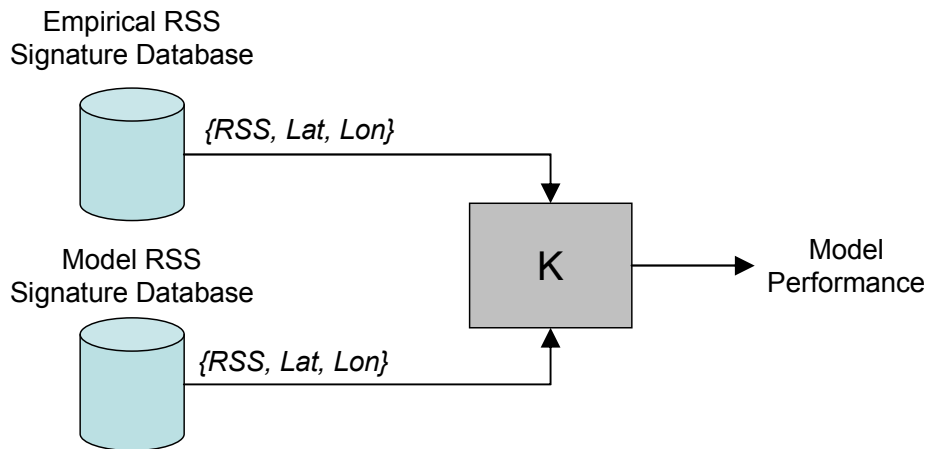 Empirical RSS
Signature Database
{RSS, Lat, Lon}
Model RSS
Signature Database
{RSS, Lat, Lon}
K
Model
Performance